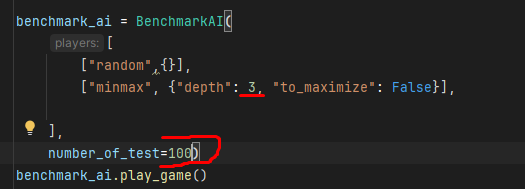 benchmark_ai = BenchmarkAI(
players: [
["random",{}],
["minmax", {"depth": 3, "to_maximize": False}],
],
number_of_test=100)
benchmark_ai.play_game()